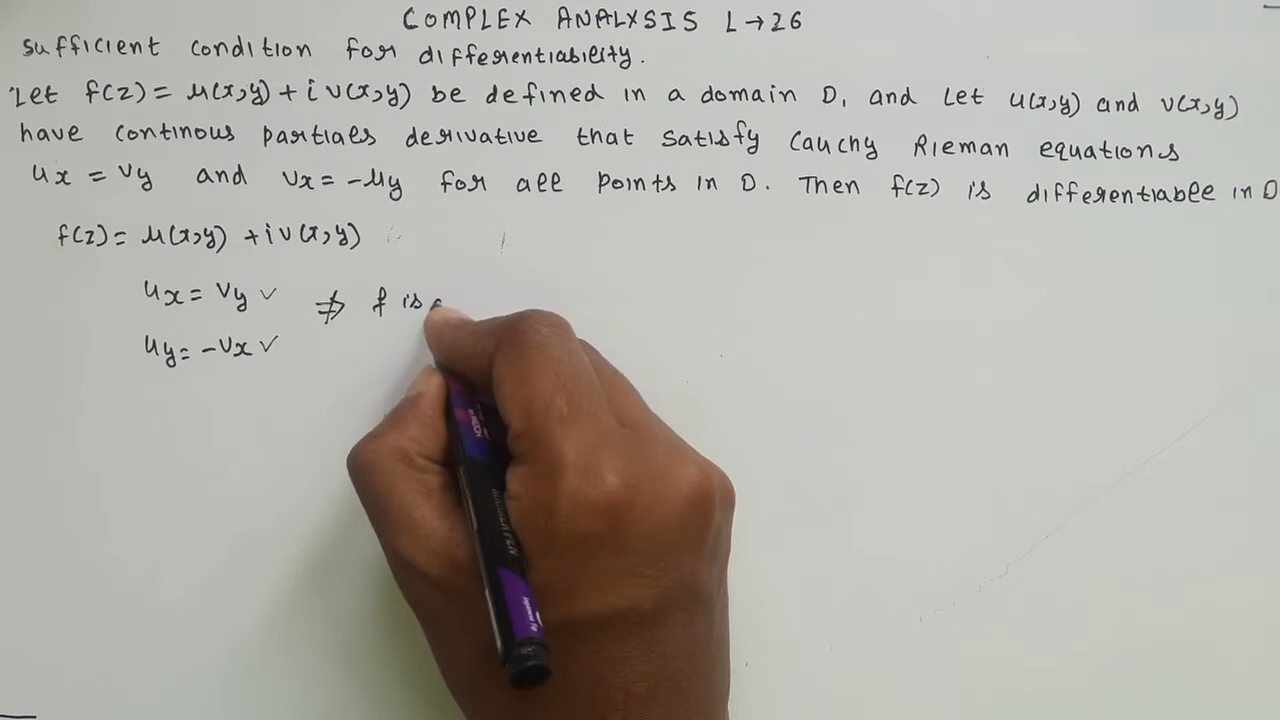 COMPLEX ANALYSIS L→26
Sufficient condition for differentiability.
Let f(z) = u(x,y) + i v(x,y) be defined in a domain D, and Let u(x,y) and v(x,y)
have continous partials derivative that satisfy Cauchy Rieman equations
ux = vy and vx = -uy for all points in D. Then f(z) is differentiable in D
f(z) = u(x,y) + i v(x,y)
ux = vy ✓ ⇏ f is
uy = -vx ✓